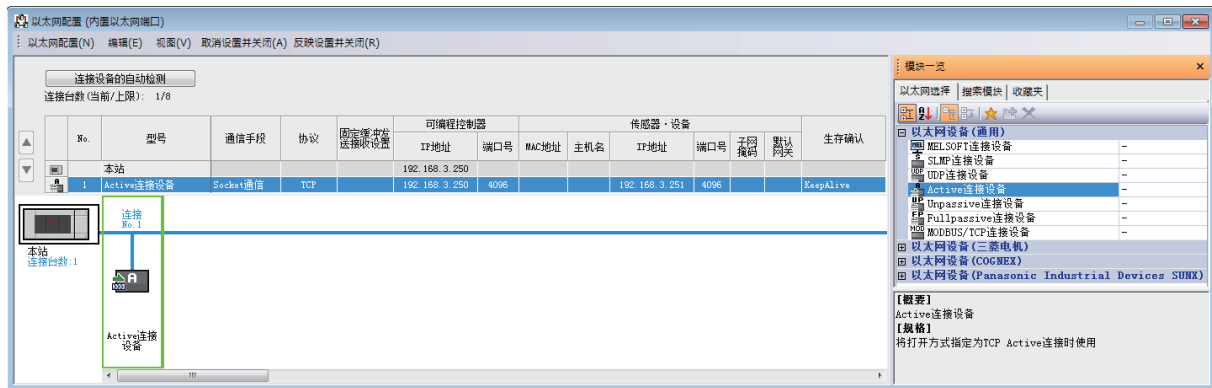 以太网配置 (内置以太网端口)
以太网配置(N) 编辑(E) 视图(V) 取消设置并关闭(A) 反映设置并关闭(R)
连接设备的自动检测
连接台数(当前/上限): 1/8
No. 型号 通信手段 协议 固定缓冲发送接收设置 可编程控制器 传感器・设备 生存确认
IP地址 端口号 MAC地址 主机名 IP地址 端口号 子网掩码 默认网关
本站 192.168.3.250
1 Active连接设备 Socket通信 TCP 192.168.3.250 4096 192.168.3.251 4096 KeepAlive
连接
No.1
本站
连接台数:1
A
Active连接
设备
模块一览
以太网选择 搜索模块 收藏夹
以太网设备(通用)
MELSOFT连接设备 -
SLMP连接设备 -
UDP连接设备 -
Active连接设备 -
Unpassive连接设备 -
Fullpassive连接设备 -
MODBUS/TCP连接设备 -
以太网设备(三菱电机)
以太网设备(COGNEX)
以太网设备(Panasonic Industrial Devices SUNX)
[概要]
Active连接设备
[规格]
将打开方式指定为TCP Active连接时使用